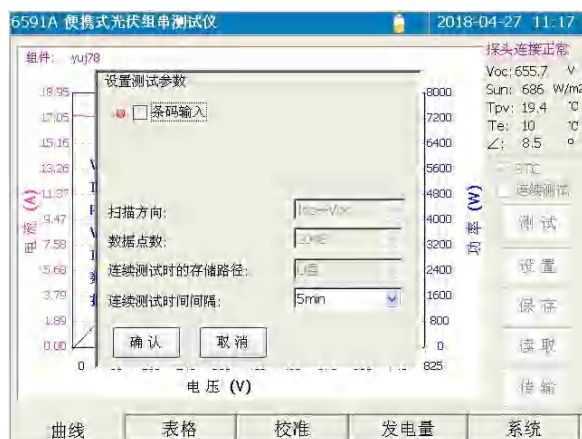 6591A 便携式光伏组串测试仪 2018-04-27 11:17
组件: yuj78
探头连接正常
Voc: 655.7 V
Sun: 686 W/m2
Tpv: 19.4 ℃
Te: 10 ℃
∠: 8.5 °
STC
连续测试
测 试
设 置
保 存
读 取
传 输
设置测试参数
条码输入
扫描方向: Isc--Voc
数据点数:
连续测试时的存储路径: U盘
连续测试时间间隔: 5min
确 认 取 消
电 流 (A)
18.95
17.05
15.16
13.26
11.37
9.47
7.58
5.68
3.79
1.89
0.00
功 率 (W)
8000
7200
6400
5600
4800
4000
3200
2400
1600
800
0
0 825
电 压 (V)
曲线 表格 校准 发电量 系统